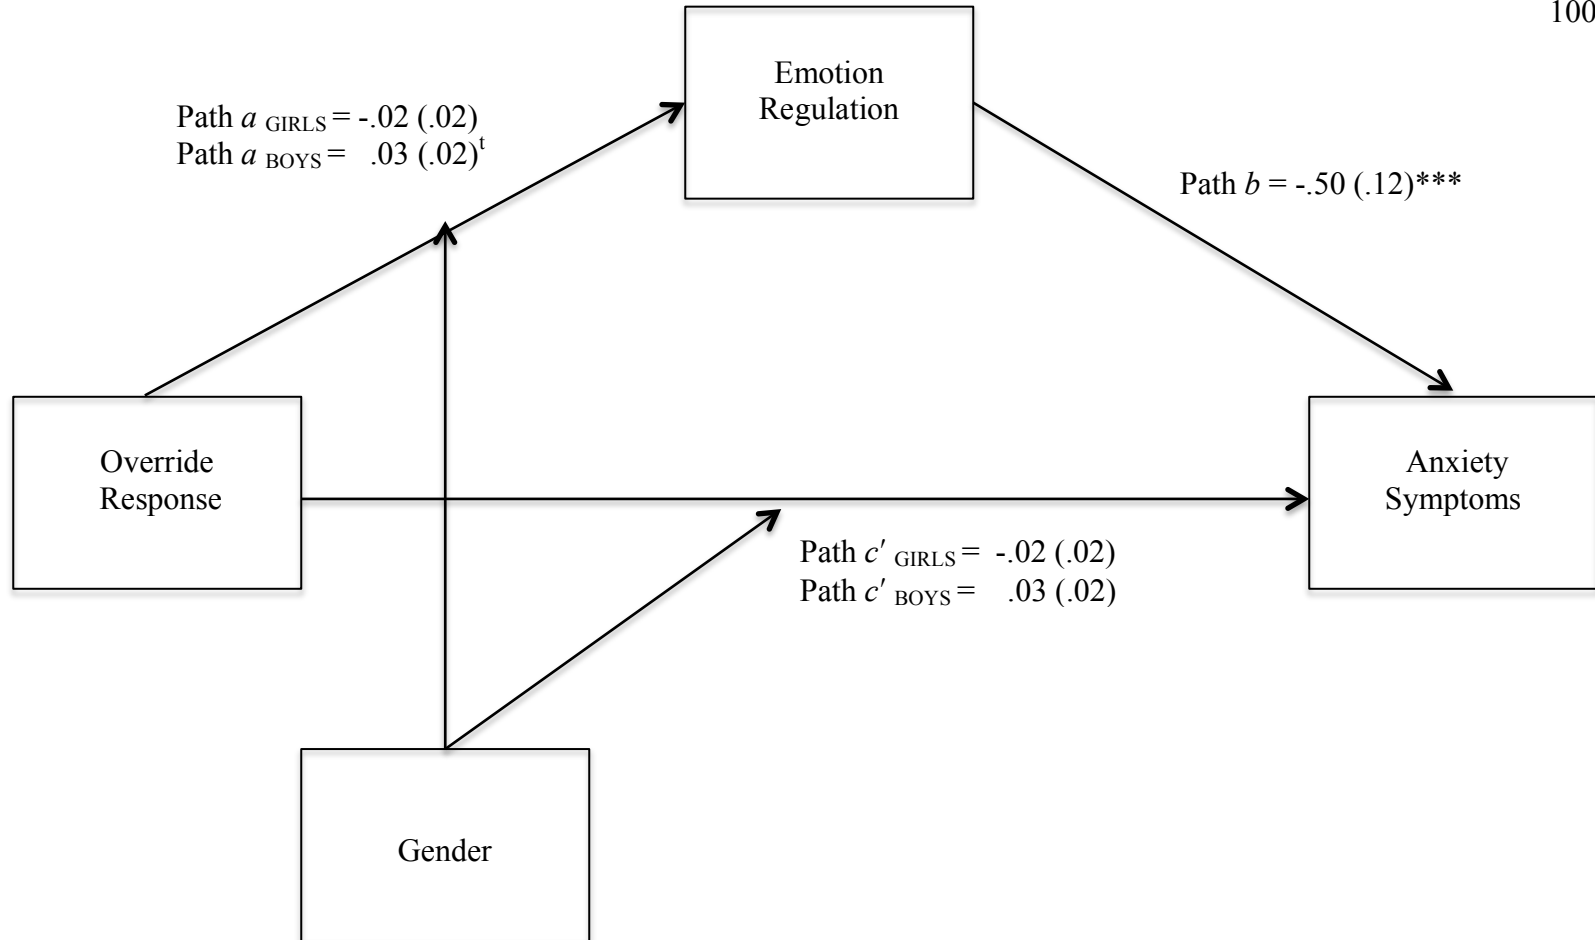 100
Emotion
Regulation
Path a GIRLS = -.02 (.02)
Path a BOYS = .03 (.02)t
Path b = -.50 (.12)***
Override
Response
Anxiety
Symptoms
Path c' GIRLS = -.02 (.02)
Path c' BOYS = .03 (.02)
Gender